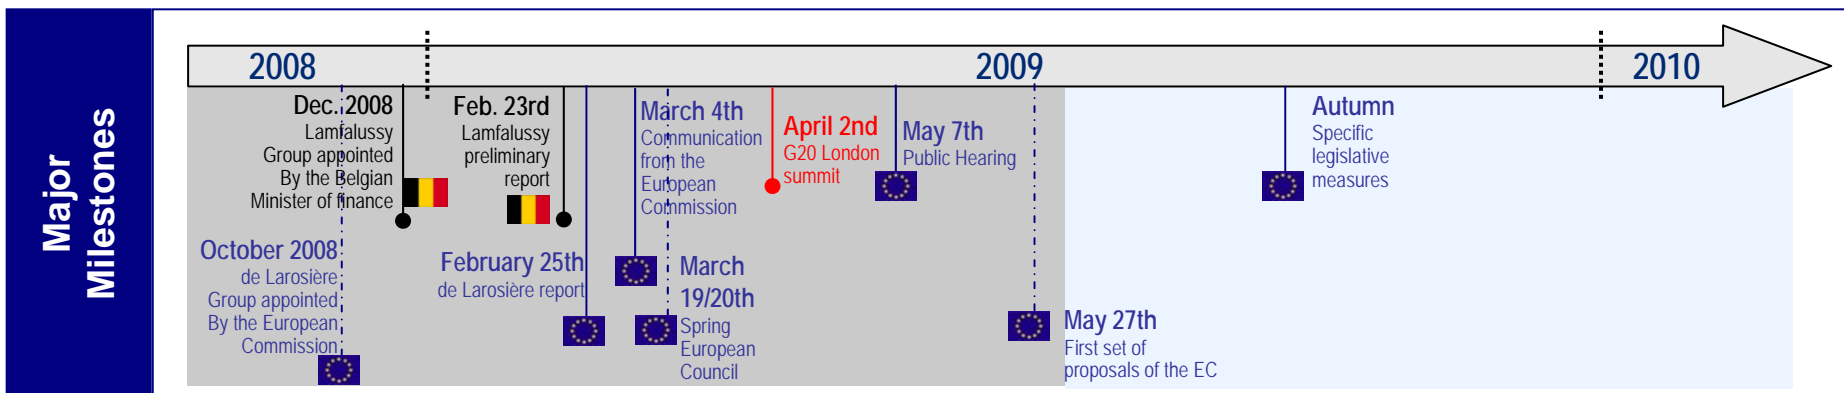 Major
Milestones
2008
2009
2010
Dec. 2008
Lamfalussy
Group appointed
By the Belgian
Minister of finance
Feb. 23rd
Lamfalussy
preliminary
report
March 4th
Communication
from the
European
Commission
April 2nd
G20 London
summit
May 7th
Public Hearing
Autumn
Specific
legislative
measures
October 2008
de Larosière
Group appointed
By the European
Commission
February 25th
de Larosière report
March
19/20th
Spring
European
Council
May 27th
First set of
proposals of the EC